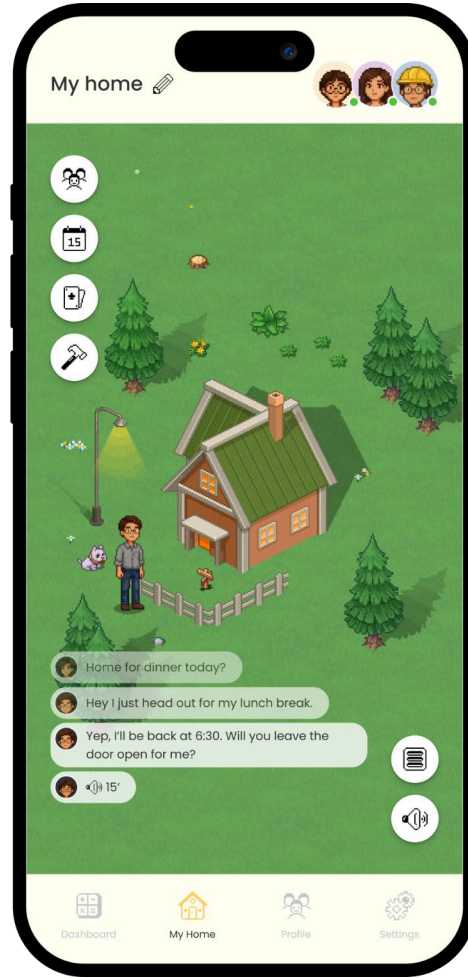 My home
15
Home for dinner today?
Hey I just head out for my lunch break.
Yep, I'll be back at 6:30. Will you leave the
door open for me?
15'
Dashboard
My Home
Profile
Settings